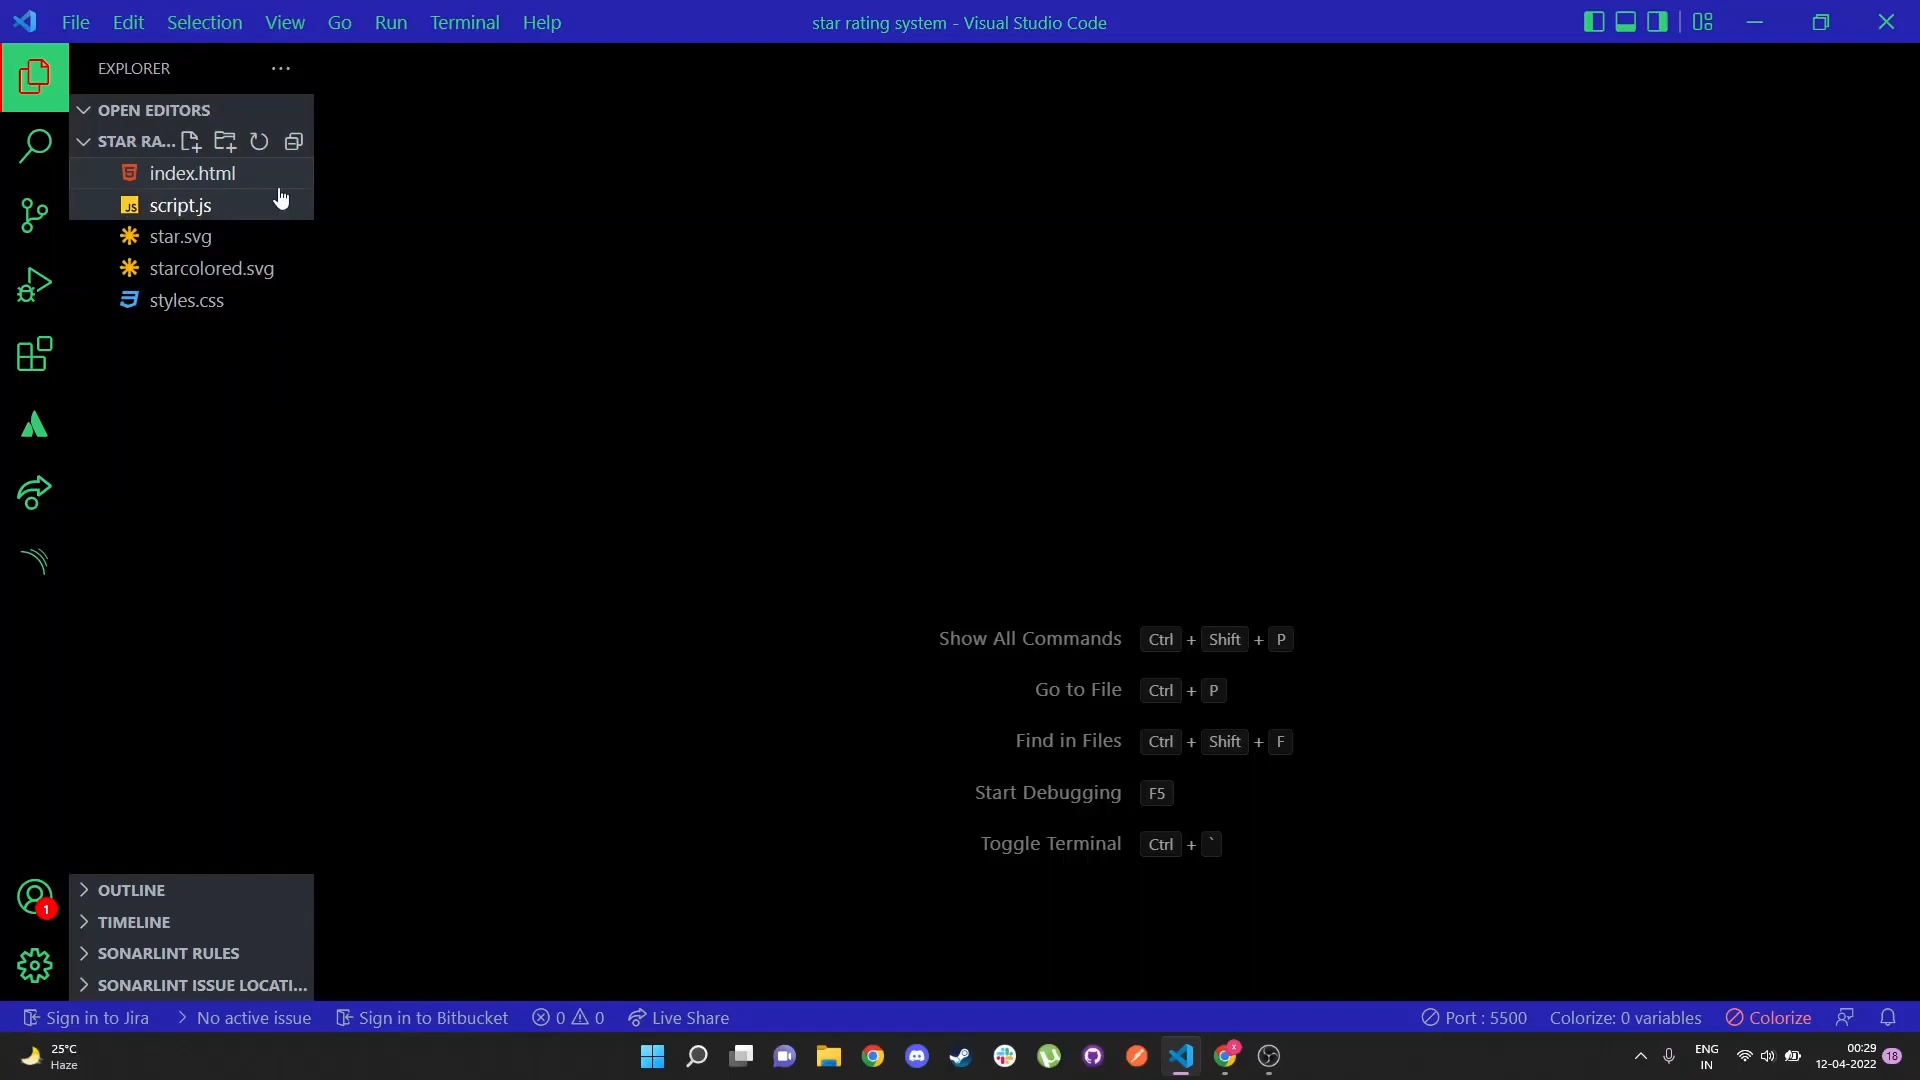 File Edit Selection View Go Run Terminal Help
star rating system - Visual Studio Code
EXPLORER
OPEN EDITORS
STAR RA...
index.html
JS script.js
star.svg
starcolored.svg
styles.css
Show All Commands Ctrl + Shift + P
Go to File Ctrl + P
Find in Files Ctrl + Shift + F
Start Debugging F5
Toggle Terminal Ctrl + `
1
OUTLINE
TIMELINE
SONARLINT RULES
SONARLINT ISSUE LOCATI...
Sign in to Jira No active issue Sign in to Bitbucket 0 0 Live Share Port : 5500 Colorize: 0 variables Colorize
25°C
Haze
ENG
IN
00:29
12-04-2022
18